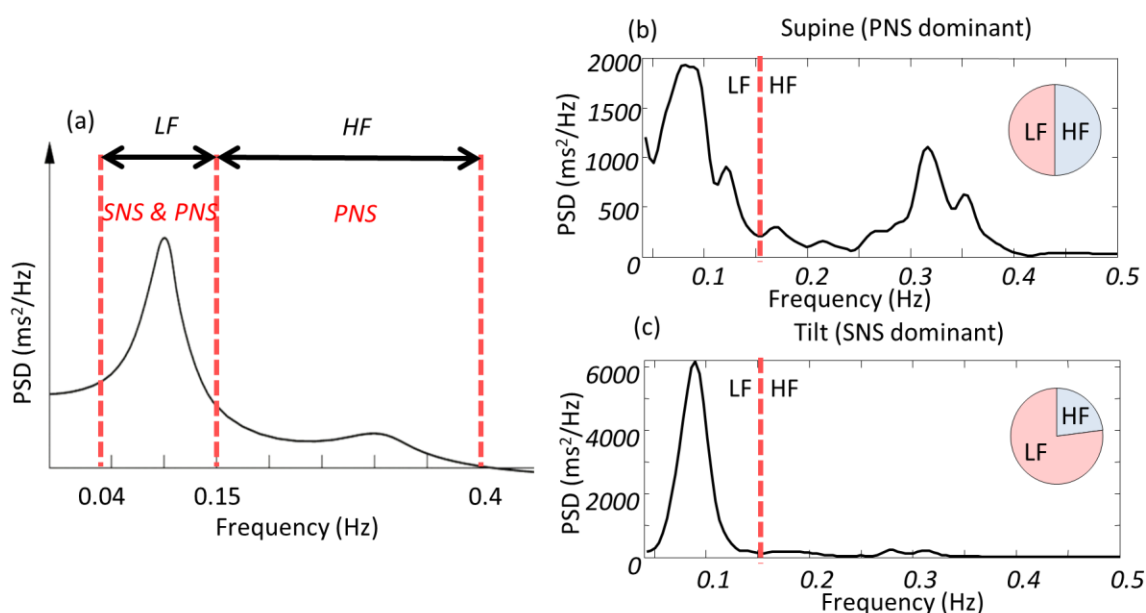 (a)
LF HF
SNS & PNS PNS
PSD (ms²/Hz)
0.04 0.15 0.4
Frequency (Hz)
(b) Supine (PNS dominant)
2000
1500
1000
500
0
PSD (ms²/Hz)
LF HF
LF HF
0.1 0.2 0.3 0.4 0.5
Frequency (Hz)
(c) Tilt (SNS dominant)
6000
4000
2000
0
PSD (ms²/Hz)
LF HF
HF
LF
0.1 0.2 0.3 0.4 0.5
Frequency (Hz)